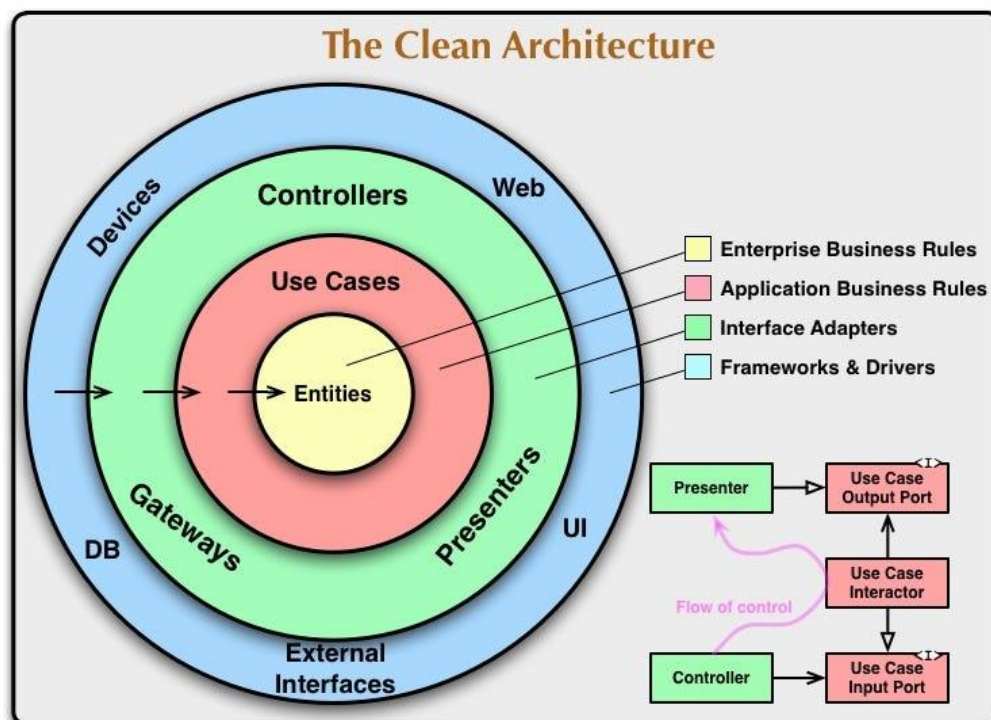 The Clean Architecture
Devices
Web
Controllers
Use Cases
Entities
Gateways
Presenters
DB
UI
External
Interfaces
Enterprise Business Rules
Application Business Rules
Interface Adapters
Frameworks & Drivers
Presenter
<I>
Use Case
Output Port
Use Case
Interactor
Flow of control
Controller
<I>
Use Case
Input Port